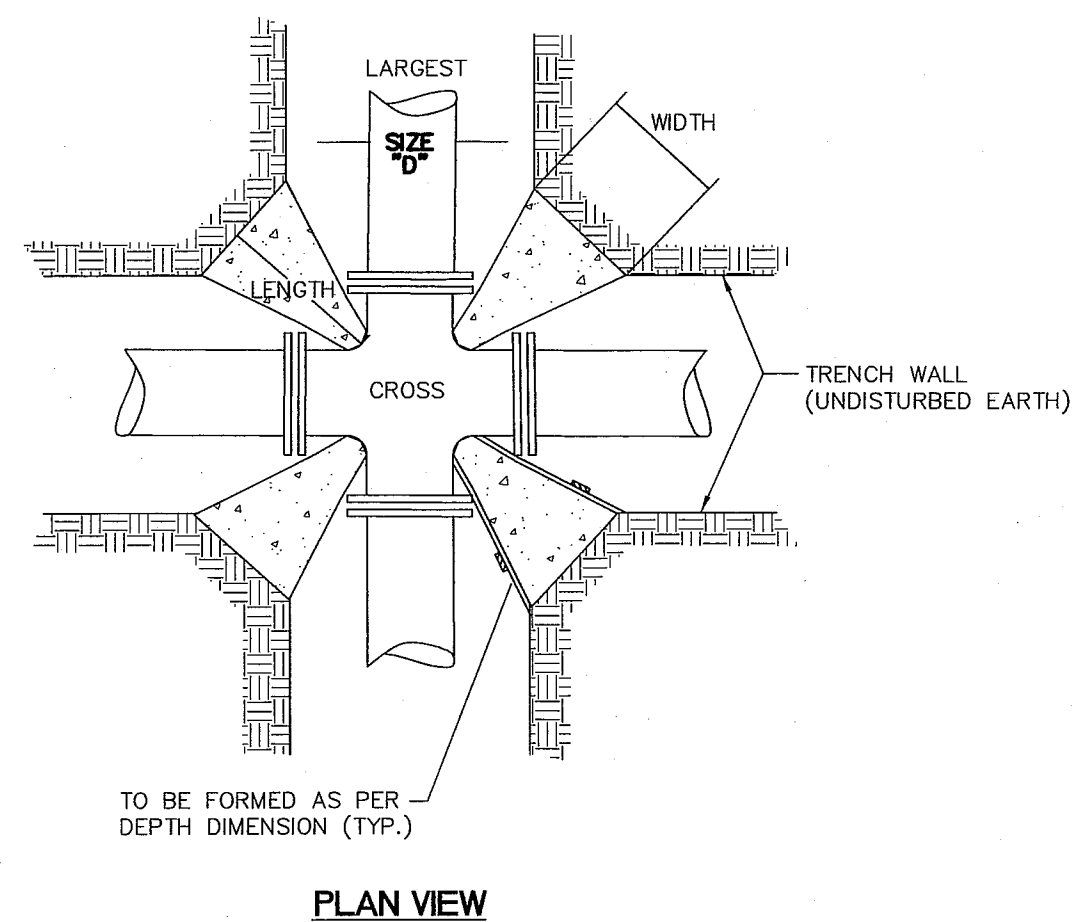 LARGEST
SIZE
"D"
WIDTH
LENGTH
CROSS
TRENCH WALL
(UNDISTURBED EARTH)
TO BE FORMED AS PER
DEPTH DIMENSION (TYP.)
PLAN VIEW